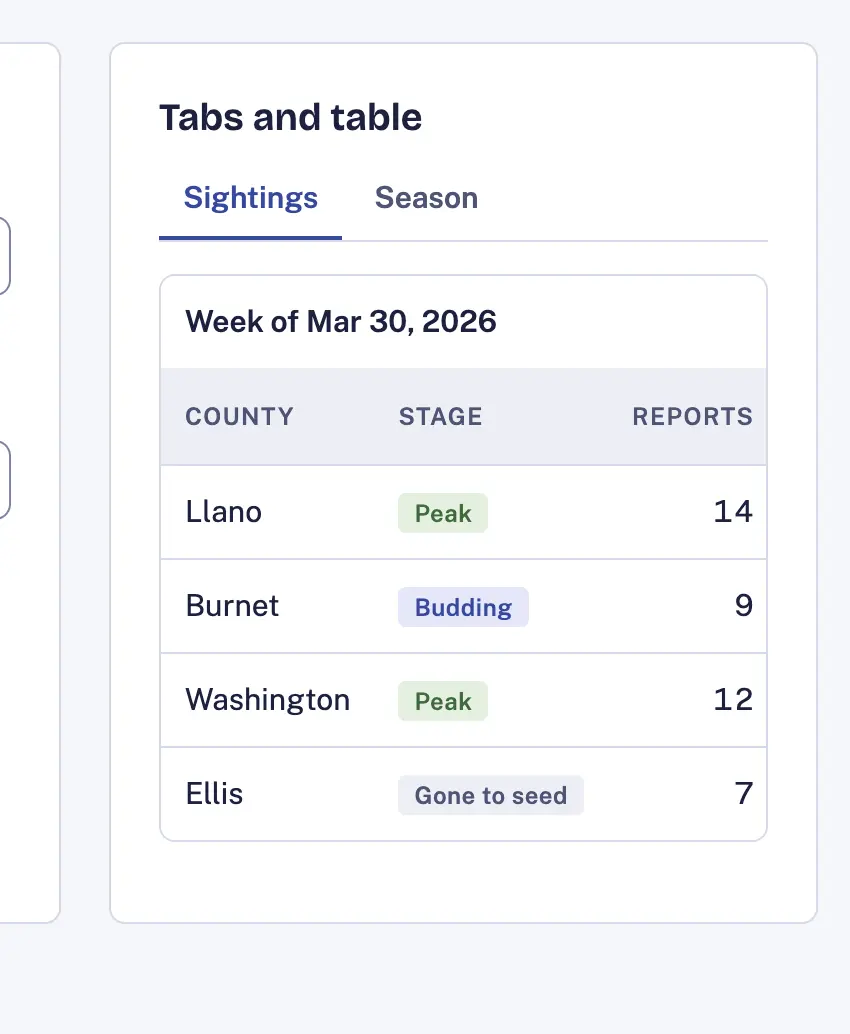 Tabs and table
Sightings Season
Week of Mar 30, 2026
COUNTY STAGE REPORTS
Llano Peak 14
Burnet Budding 9
Washington Peak 12
Ellis Gone to seed 7